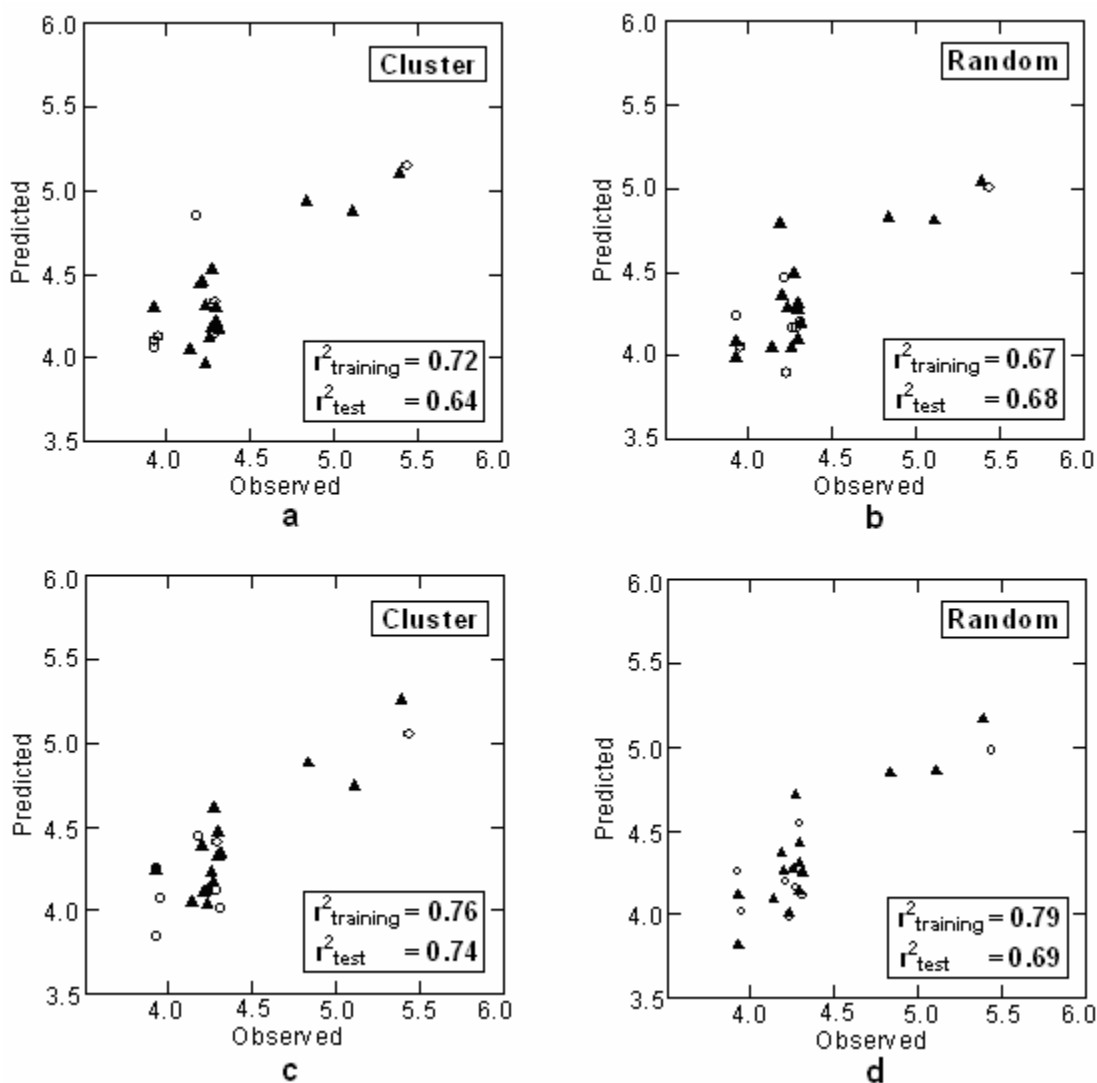 6.0
5.5
5.0
4.5
4.0
3.5
Predicted
Cluster
r²training = 0.72
r²test = 0.64
4.0 4.5 5.0 5.5 6.0
Observed
a
6.0
5.5
5.0
4.5
4.0
3.5
Predicted
Random
r²training = 0.67
r²test = 0.68
4.0 4.5 5.0 5.5 6.0
Observed
b
6.0
5.5
5.0
4.5
4.0
3.5
Predicted
Cluster
r²training = 0.76
r²test = 0.74
4.0 4.5 5.0 5.5 6.0
Observed
c
6.0
5.5
5.0
4.5
4.0
3.5
Predicted
Random
r²training = 0.79
r²test = 0.69
4.0 4.5 5.0 5.5 6.0
Observed
d